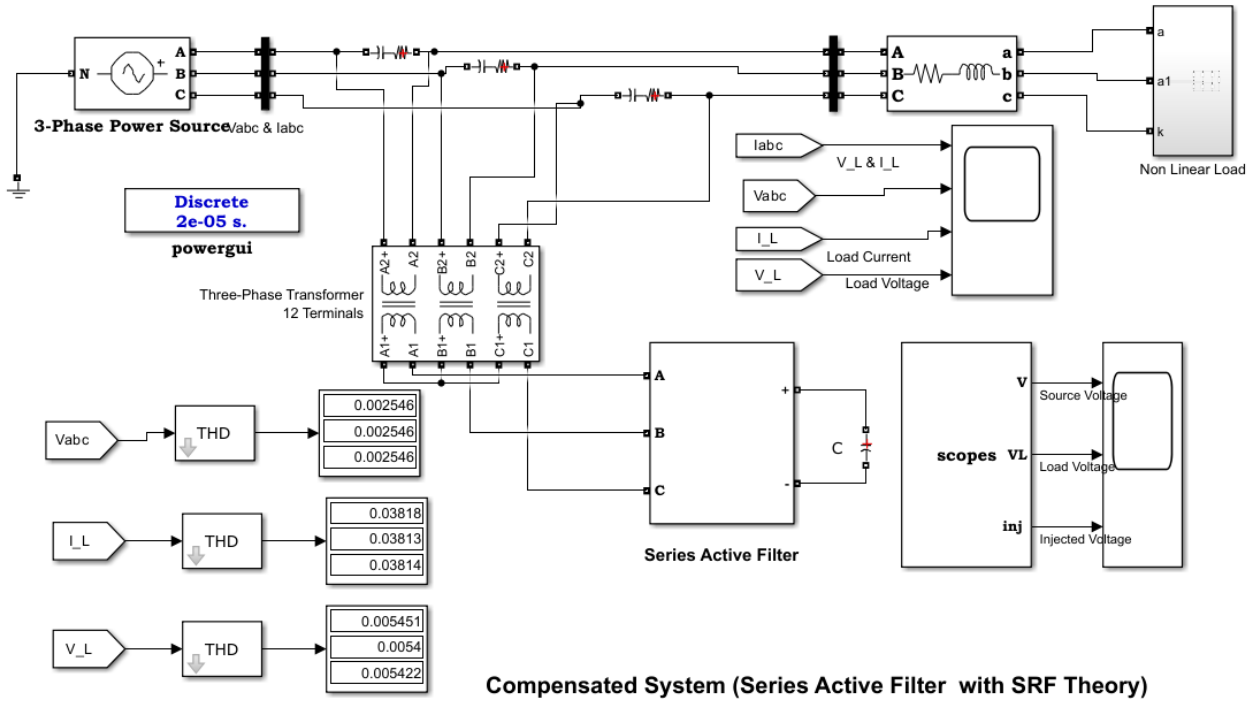 A
N
B
C
+
3-Phase Power Source
Vabc & Iabc
A
B
C
a
b
c
a
a1
k
Non Linear Load
Discrete
2e-05 s.
powergui
Iabc
V_L & I_L
Vabc
I_L
Load Current
V_L
Load Voltage
Three-Phase Transformer
12 Terminals
A2+
A2
B2+
B2
C2+
C2
A1+
A1
B1+
B1
C1+
C1
A
B
C
+
-
C
Series Active Filter
V
Source Voltage
scopes
VL
Load Voltage
inj
Injected Voltage
Vabc
THD
0.002546
0.002546
0.002546
I_L
THD
0.03818
0.03813
0.03814
V_L
THD
0.005451
0.0054
0.005422
Compensated System (Series Active Filter with SRF Theory)